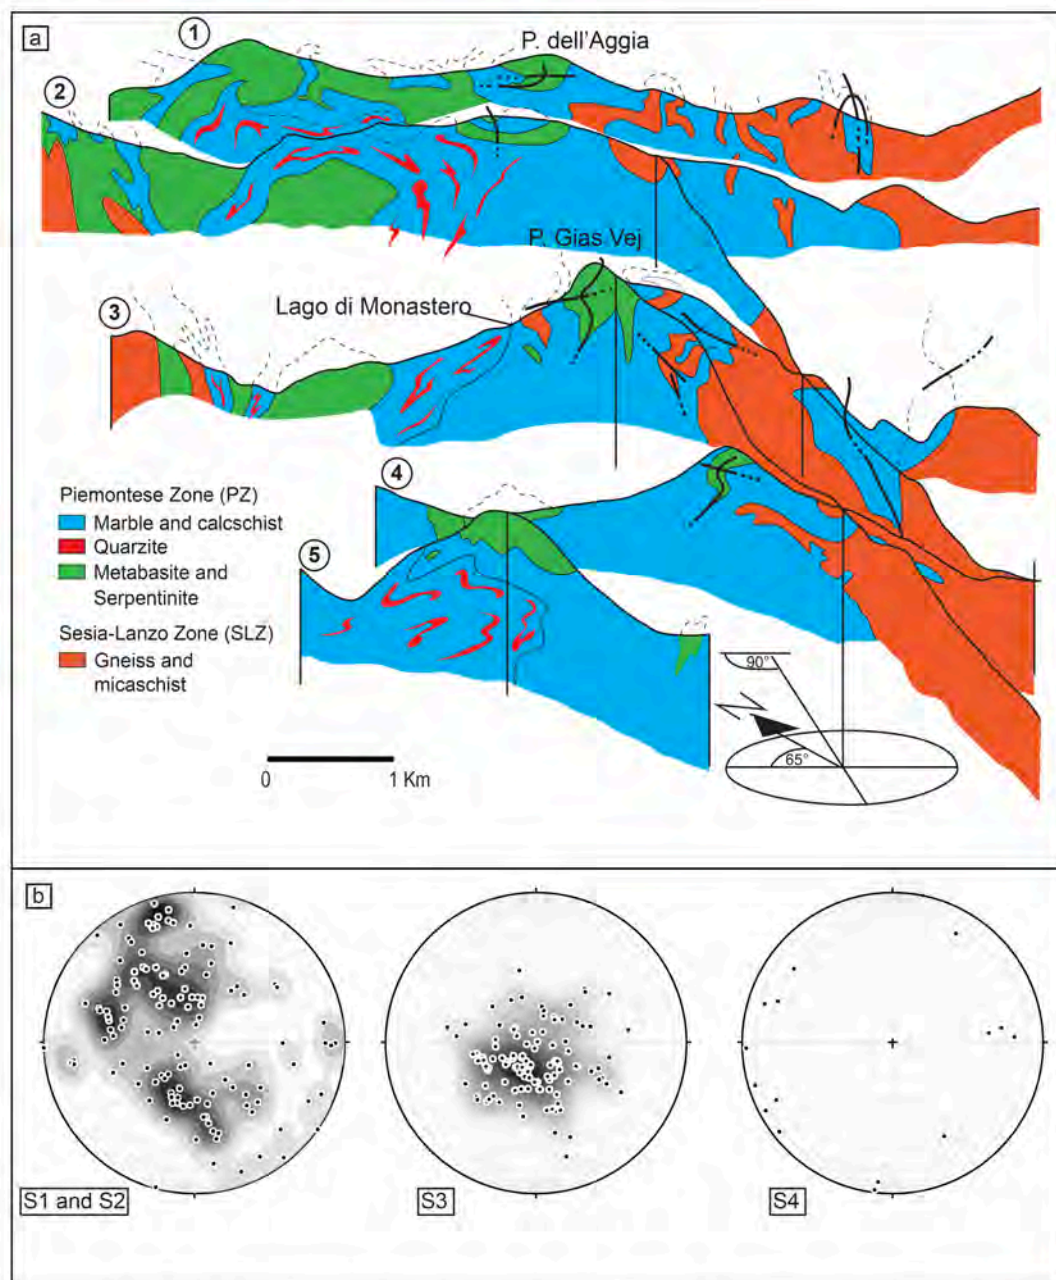 a
1
P. dell'Aggia
2
P. Gias Vej
Lago di Monastero
3
4
Piemontese Zone (PZ)
Marble and calcschist
Quarzite
Metabasite and
Serpentinite
5
Sesia-Lanzo Zone (SLZ)
Gneiss and
micaschist
90°
N
65°
0 1 Km
b
S1 and S2
S3
S4